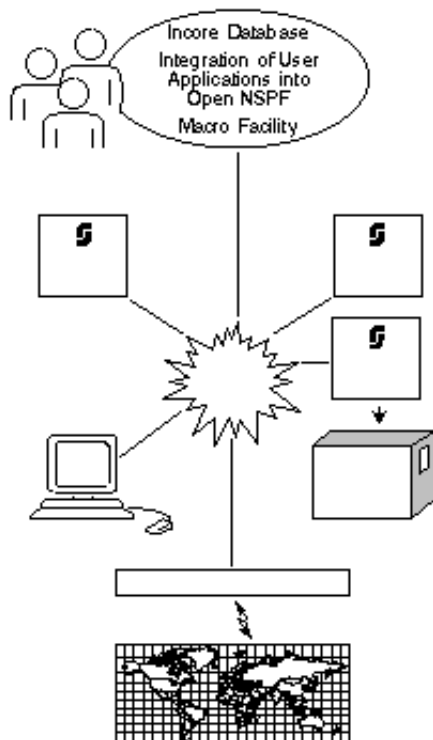 Incore Database
Integration of User
Applications into
Open NSPF
Macro Facility